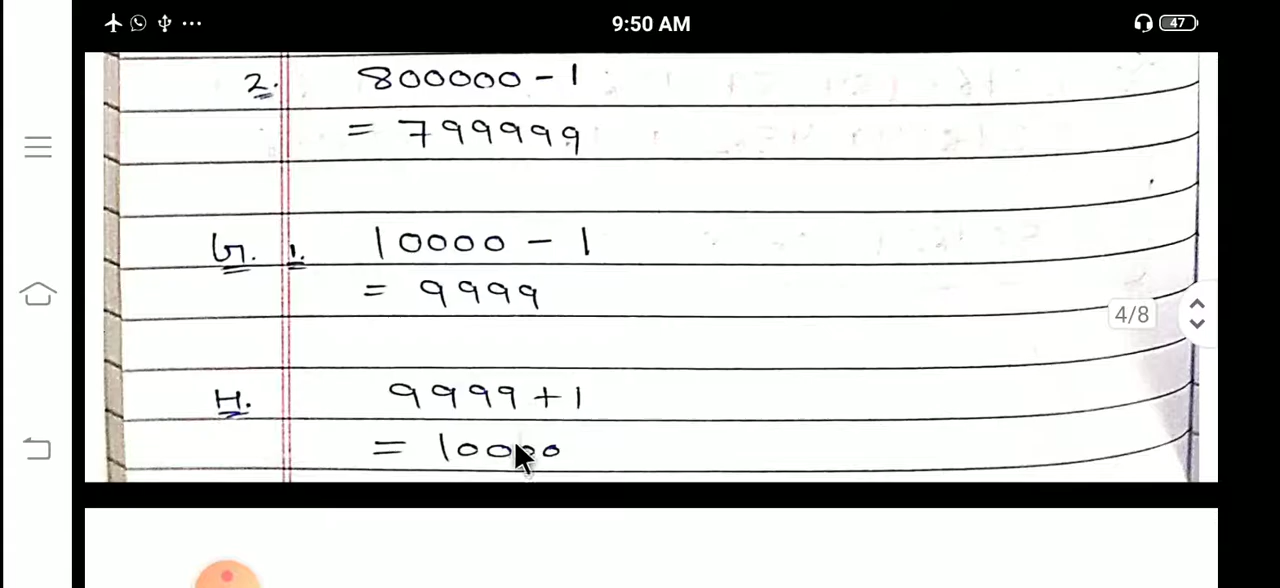 9:50 AM
47
2. 800000 - 1
= 799999
G. 1. 10000 - 1
= 9999
4/8
H. 9999 + 1
= 10000